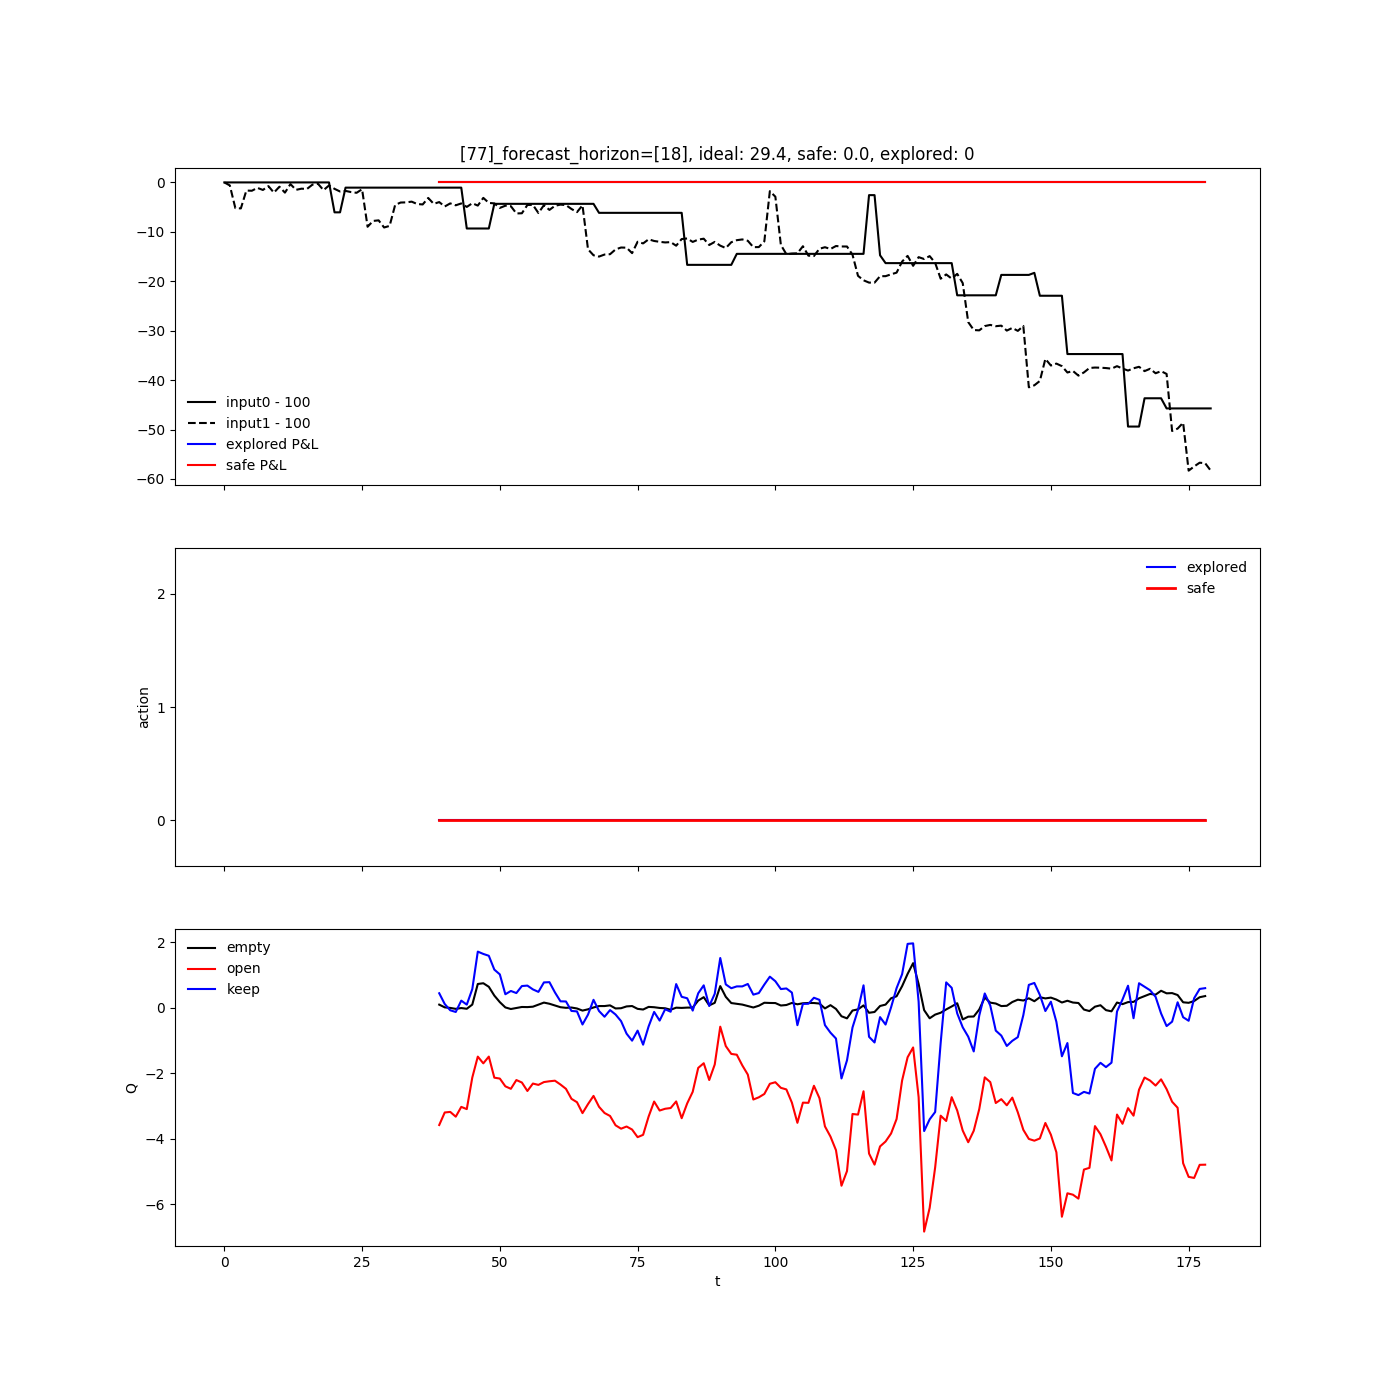 [77]_forecast_horizon=[18], ideal: 29.4, safe: 0.0, explored: 0
0
−10
−20
−30
−40
−50
−60
input0 - 100
input1 - 100
explored P&L
safe P&L
action
2
1
0
explored
safe
Q
2
0
−2
−4
−6
empty
open
keep
0
25
50
75
100
125
150
175
t